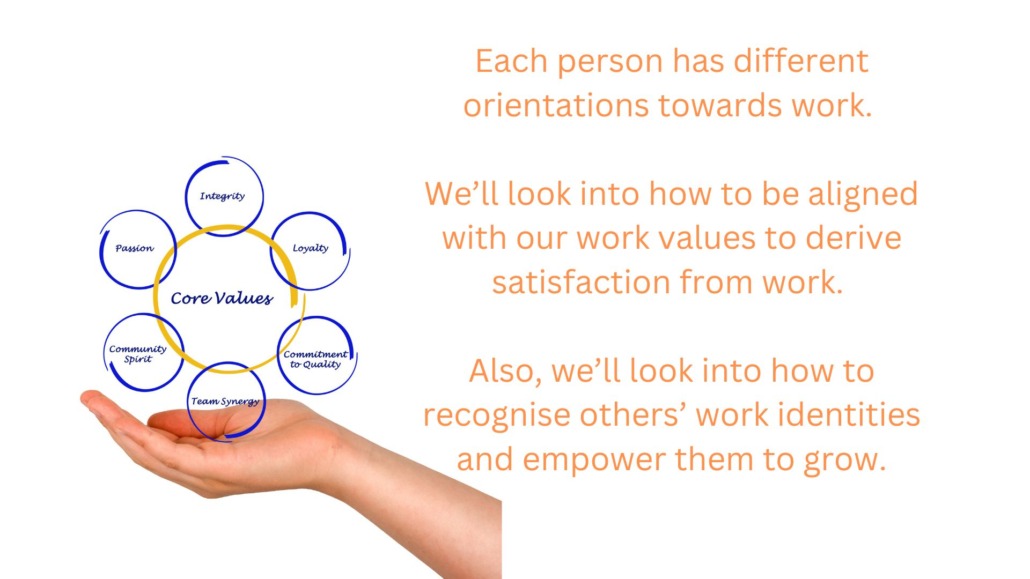 Each person has different
orientations towards work.
We’ll look into how to be aligned
with our work values to derive
satisfaction from work.
Also, we’ll look into how to
recognise others’ work identities
and empower them to grow.
Integrity
Passion
Loyalty
Core Values
Community
Spirit
Commitment
to Quality
Team Synergy